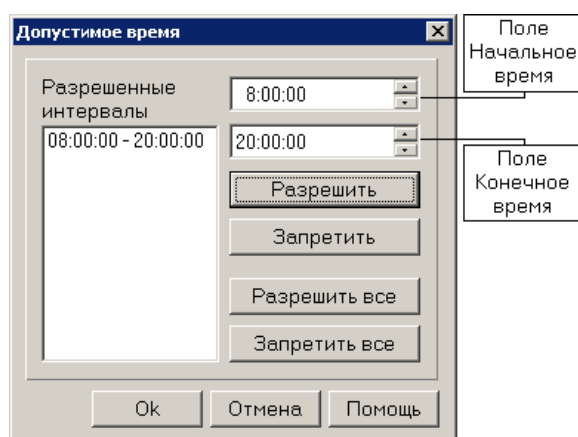 Допустимое время
Разрешенные
интервалы
08:00:00 - 20:00:00
8:00:00
20:00:00
Разрешить
Запретить
Разрешить все
Запретить все
Ok
Отмена
Помощь
Поле
Начальное
время
Поле
Конечное
время